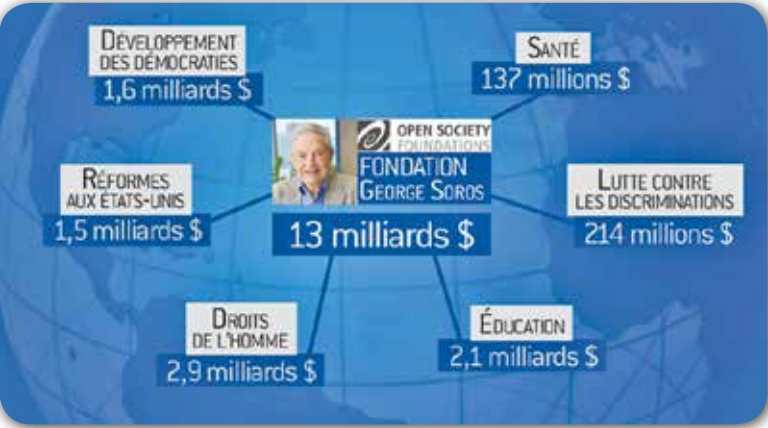 DÉVELOPPEMENT
DES DÉMOCRATIES
1,6 milliards $
SANTÉ
137 millions $
OPEN SOCIETY
FOUNDATIONS
FONDATION
GEORGE SOROS
13 milliards $
RÉFORMES
AUX ÉTATS-UNIS
1,5 milliards $
LUTTE CONTRE
LES DISCRIMINATIONS
214 millions $
DROITS
DE L'HOMME
2,9 milliards $
ÉDUCATION
2,1 milliards $